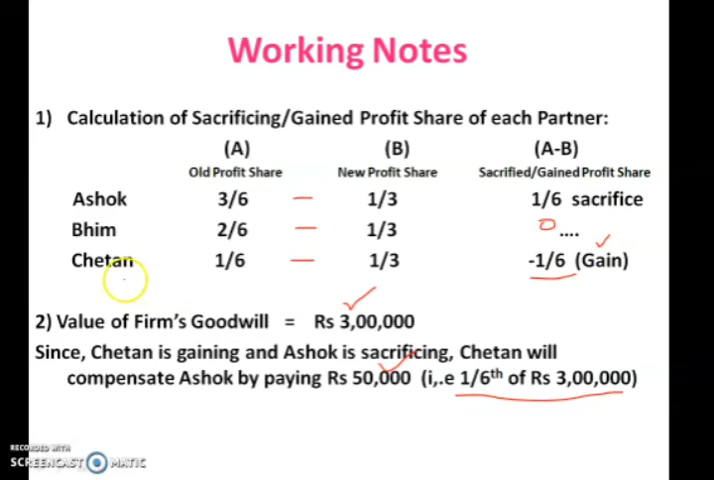 Working Notes
1) Calculation of Sacrificing/Gained Profit Share of each Partner:
(A) (B) (A-B)
Old Profit Share New Profit Share Sacrified/Gained Profit Share
Ashok 3/6 — 1/3 1/6 sacrifice
Bhim 2/6 — 1/3 0 ....
Chetan 1/6 — 1/3 -1/6 (Gain)
2) Value of Firm's Goodwill = Rs 3,00,000
Since, Chetan is gaining and Ashok is sacrificing, Chetan will
compensate Ashok by paying Rs 50,000 (i,.e 1/6th of Rs 3,00,000)
RECORDED WITH
SCREENCAST MATIC